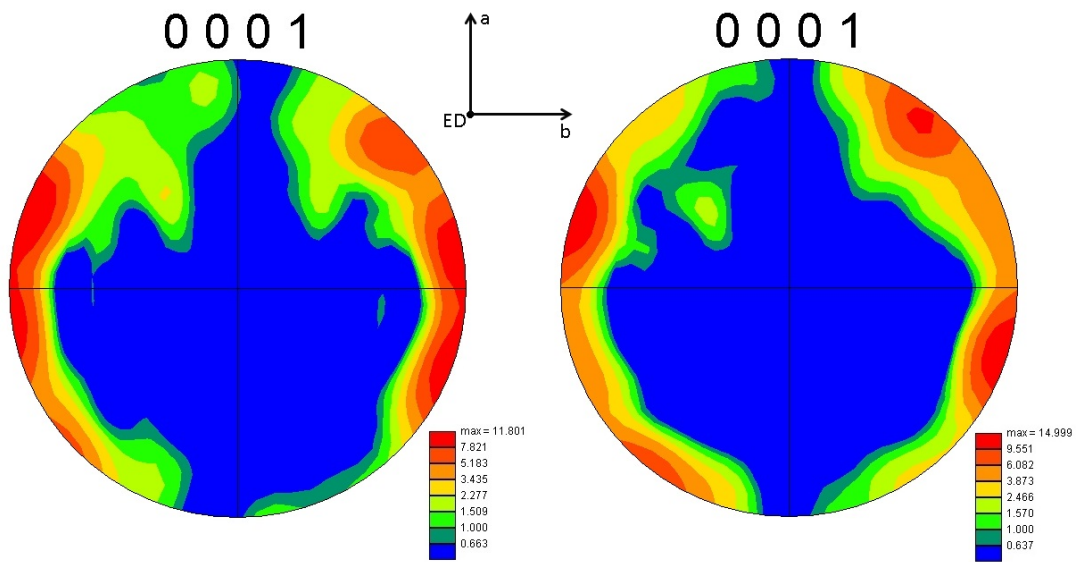 0 0 0 1
a
ED
b
0 0 0 1
max = 11.801
7.821
5.183
3.435
2.277
1.509
1.000
0.663
max = 14.999
9.551
6.082
3.873
2.466
1.570
1.000
0.637